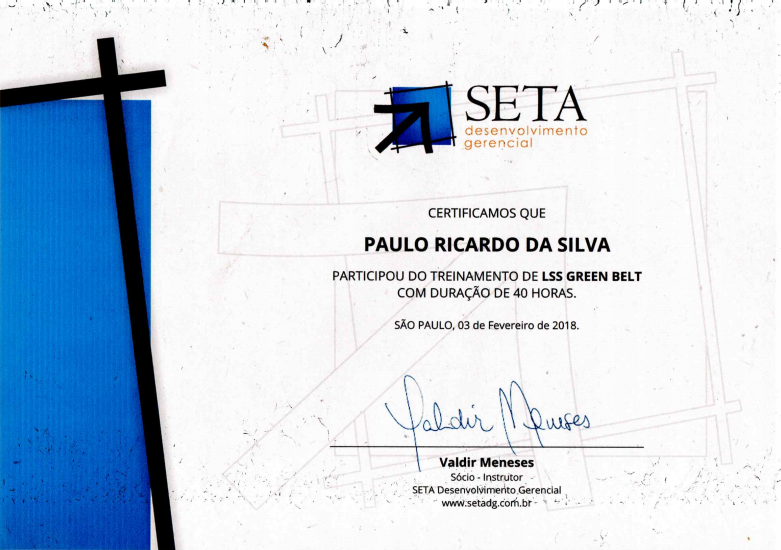 SETA
desenvolvimento
gerencial
CERTIFICAMOS QUE
PAULO RICARDO DA SILVA
PARTICIPOU DO TREINAMENTO DE LSS GREEN BELT
COM DURAÇÃO DE 40 HORAS.
SÃO PAULO, 03 de Fevereiro de 2018.
Valdir Meneses
Valdir Meneses
Sócio - Instrutor
SETA Desenvolvimento Gerencial
www.setadg.com.br